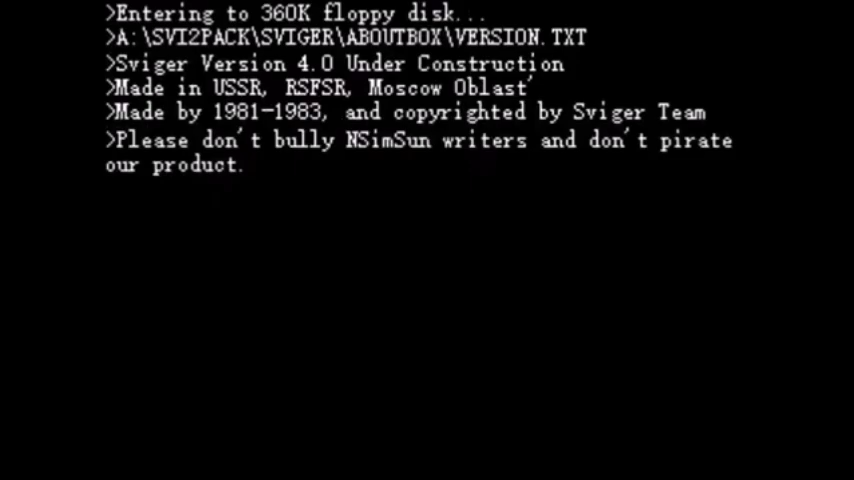 >Entering to 360K floppy disk...
>A:\SVI2PACK\SVIGER\ABOUTBOX\VERSION.TXT
>Sviger Version 4.0 Under Construction
>Made in USSR, RSFSR, Moscow Oblast'
>Made by 1981-1983, and copyrighted by Sviger Team
>Please don't bully NSimSun writers and don't pirate
our product.